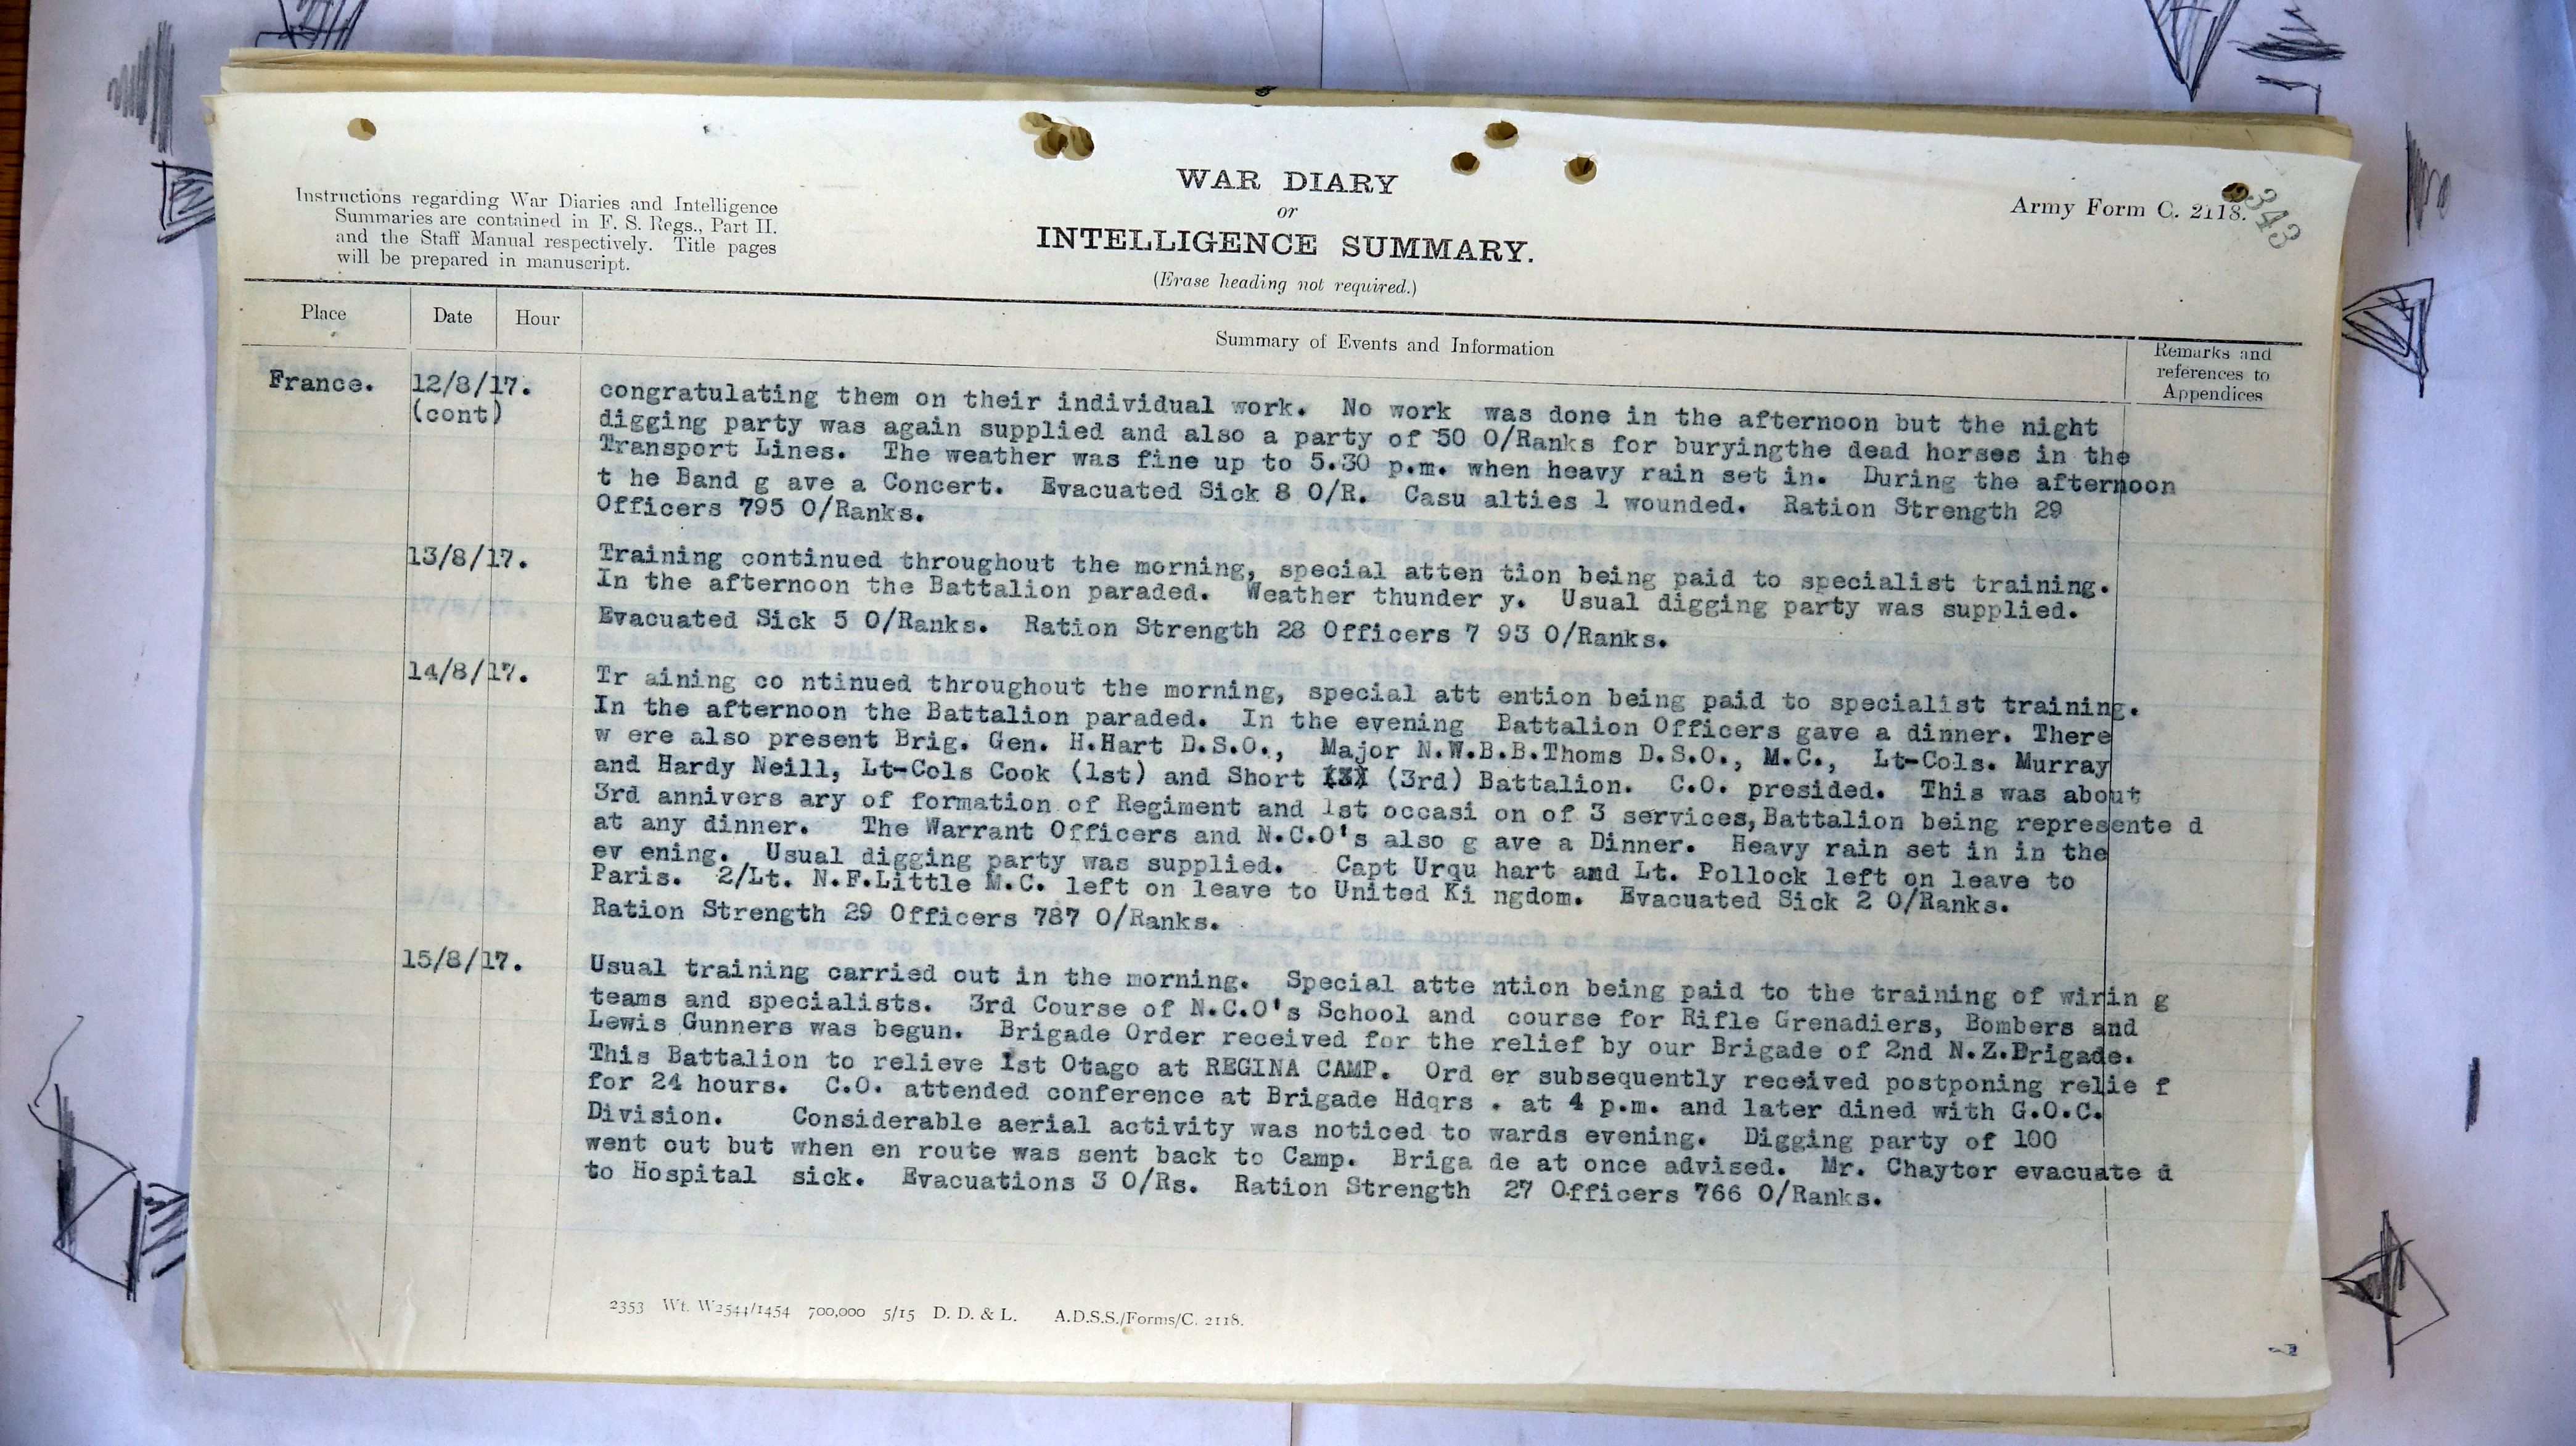 Instructions regarding War Diaries and Intelligence
Summaries are contained in F. S. Regs., Part II.
and the Staff Manual respectively. Title pages
will be prepared in manuscript.
WAR DIARY
or
INTELLIGENCE SUMMARY.
(Erase heading not required.)
Army Form C. 2118.
343
Place Date Hour Summary of Events and Information Remarks and references to Appendices
France. 12/8/17. (cont)
congratulating them on their individual work. No work was done in the afternoon but the night
digging party was again supplied and also a party of 50 O/Ranks for buryingthe dead horses in the
Transport Lines. The weather was fine up to 5.30 p.m. when heavy rain set in. During the afternoon
t he Band g ave a Concert. Evacuated Sick 8 O/R. Casu alties 1 wounded. Ration Strength 29
Officers 795 O/Ranks.
13/8/17. Training continued throughout the morning, special atten tion being paid to specialist training.
In the afternoon the Battalion paraded. Weather thunder y. Usual digging party was supplied.
Evacuated Sick 5 O/Ranks. Ration Strength 28 Officers 7 93 O/Ranks.
14/8/17. Tr aining co ntinued throughout the morning, special att ention being paid to specialist training.
In the afternoon the Battalion paraded. In the evening Battalion Officers gave a dinner. There
w ere also present Brig. Gen. H.Hart D.S.O., Major N.W.B.B.Thoms D.S.O., M.C., Lt-Cols. Murray
and Hardy Neill, Lt-Cols Cook (1st) and Short (3rd) Battalion. C.O. presided. This was about
3rd annivers ary of formation of Regiment and 1st occasi on of 3 services,Battalion being represente d
at any dinner. The Warrant Officers and N.C.O's also g ave a Dinner. Heavy rain set in in the
ev ening. Usual digging party was supplied. Capt Urqu hart and Lt. Pollock left on leave to
Paris. 2/Lt. N.F.Little M.C. left on leave to United Ki ngdom. Evacuated Sick 2 O/Ranks.
Ration Strength 29 Officers 787 O/Ranks.
15/8/17. Usual training carried out in the morning. Special atte ntion being paid to the training of wirin g
teams and specialists. 3rd Course of N.C.O's School and course for Rifle Grenadiers, Bombers and
Lewis Gunners was begun. Brigade Order received for the relief by our Brigade of 2nd N.Z.Brigade.
This Battalion to relieve 1st Otago at REGINA CAMP. Ord er subsequently received postponing relie f
for 24 hours. C.O. attended conference at Brigade Hdqrs . at 4 p.m. and later dined with G.O.C.
Division. Considerable aerial activity was noticed to wards evening. Digging party of 100
went out but when en route was sent back to Camp. Briga de at once advised. Mr. Chaytor evacuate d
to Hospital sick. Evacuations 3 O/Rs. Ration Strength 27 Officers 766 O/Ranks.
2353 Wt. W2544/1454 700,000 5/15 D. D. & L. A.D.S.S./Forms/C. 2118.